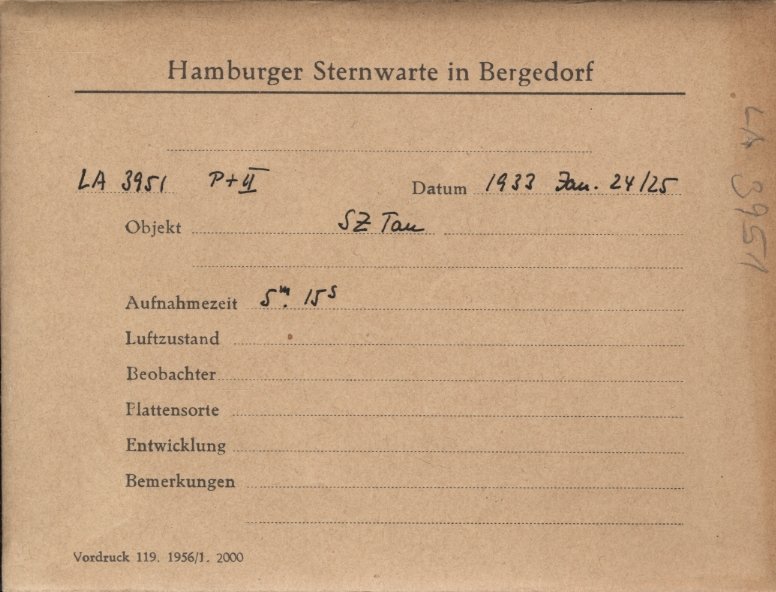 Hamburger Sternwarte in Bergedorf
LA 3951 P+II Datum 1933 Jan. 24/25
Objekt SZ Tau
Aufnahmezeit 5m. 15s
Luftzustand
Beobachter
Plattensorte
Entwicklung
Bemerkungen
Vordruck 119. 1956/1. 2000
LA 3951